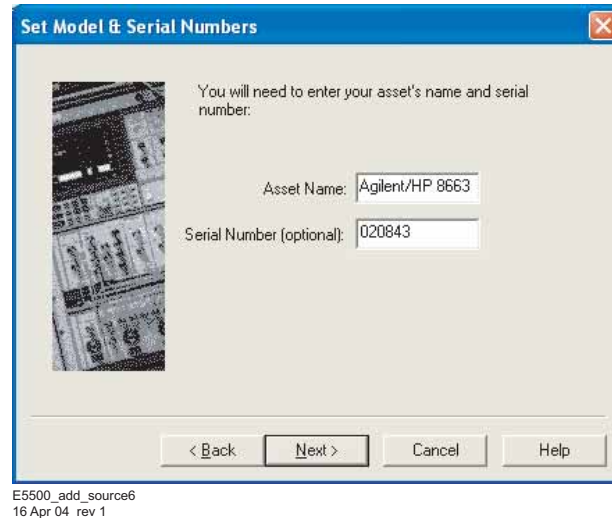 Set Model & Serial Numbers
You will need to enter your asset's name and serial
number:
Asset Name: Agilent/HP 8663
Serial Number (optional): 020843
< Back Next > Cancel Help
E5500_add_source6
16 Apr 04 rev 1